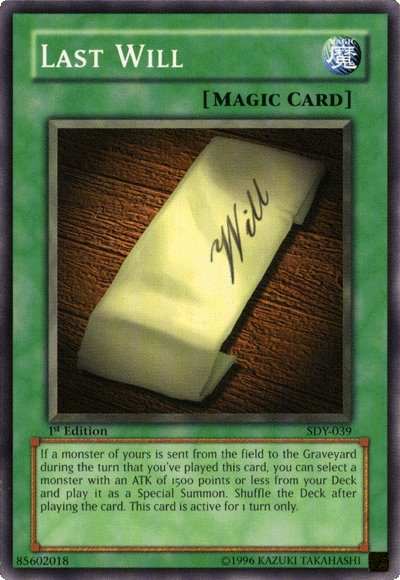 LAST WILL
MAGIC
魔
[MAGIC CARD]
Will
1st Edition
SDY-039
If a monster of yours is sent from the field to the Graveyard
during the turn that you've played this card, you can select a
monster with an ATK of 1500 points or less from your Deck
and play it as a Special Summon. Shuffle the Deck after
playing the card. This card is active for 1 turn only.
85602018
©1996 KAZUKI TAKAHASHI